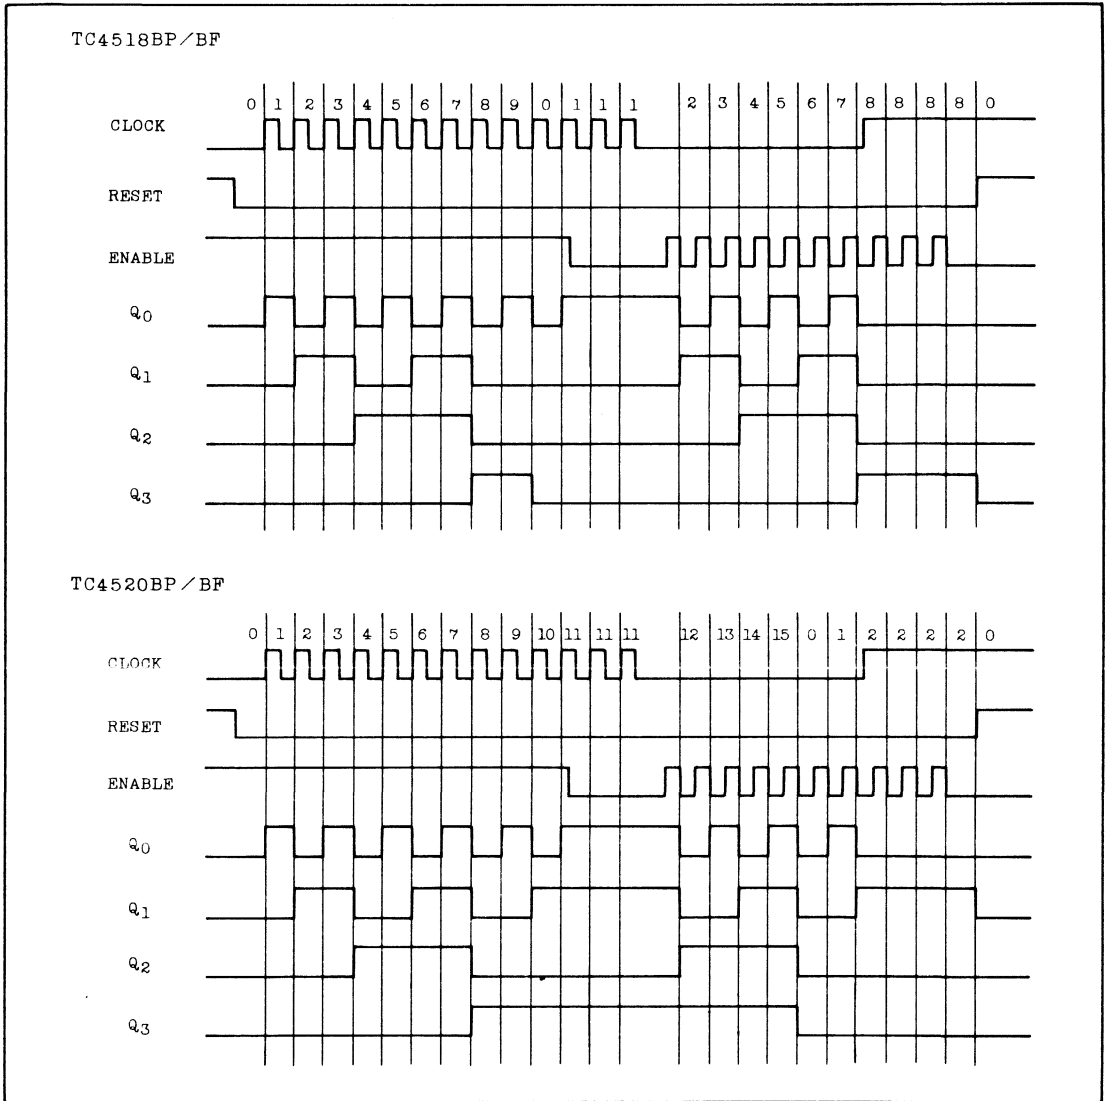 TC4518BP/BF
0 1 2 3 4 5 6 7 8 9 0 1 1 1 2 3 4 5 6 7 8 8 8 8 0
CLOCK
RESET
ENABLE
Q0
Q1
Q2
Q3
TC4520BP/BF
0 1 2 3 4 5 6 7 8 9 10 11 11 11 12 13 14 15 0 1 2 2 2 2 0
CLOCK
RESET
ENABLE
Q0
Q1
Q2
Q3